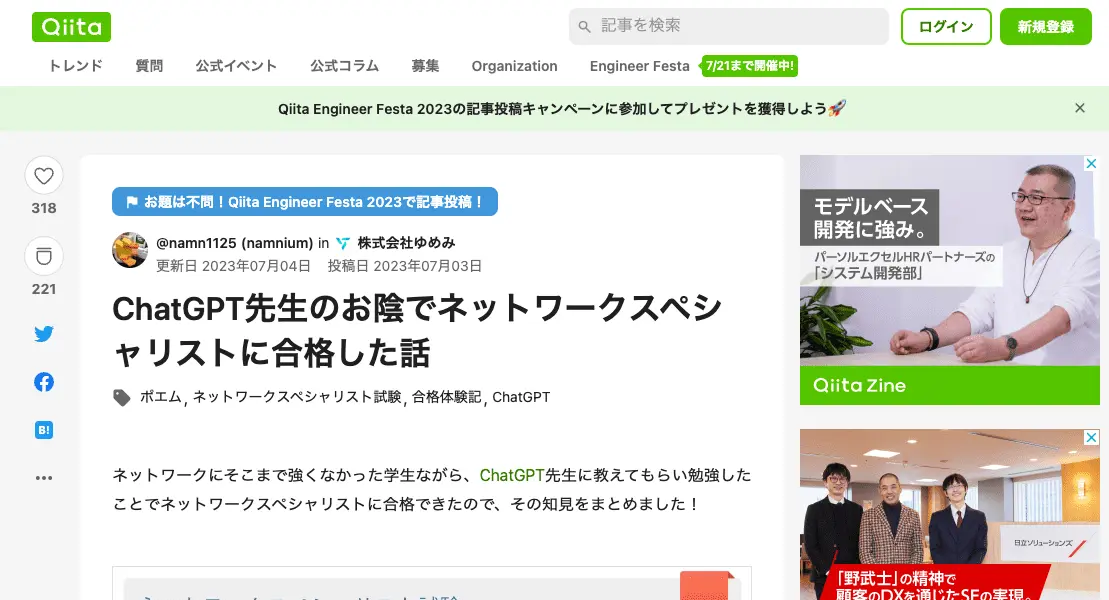 Qiita
記事を検索
ログイン
新規登録
トレンド 質問 公式イベント 公式コラム 募集 Organization Engineer Festa 7/21まで開催中!
Qiita Engineer Festa 2023の記事投稿キャンペーンに参加してプレゼントを獲得しよう🚀
318
221
B!
お題は不問！Qiita Engineer Festa 2023で記事投稿！
@namn1125 (namnium) in 株式会社ゆめみ
更新日 2023年07月04日 投稿日 2023年07月03日
ChatGPT先生のお陰でネットワークスペシ
ャリストに合格した話
ポエム, ネットワークスペシャリスト試験, 合格体験記, ChatGPT
ネットワークにそこまで強くなかった学生ながら、ChatGPT先生に教えてもらい勉強した
ことでネットワークスペシャリストに合格できたので、その知見をまとめました！
モデルベース
開発に強み。
パーソルエクセルHRパートナーズの
「システム開発部」
Qiita Zine
日立ソリューションズ
「野武士」の精神で
顧客のDXを通じたSEの実現。